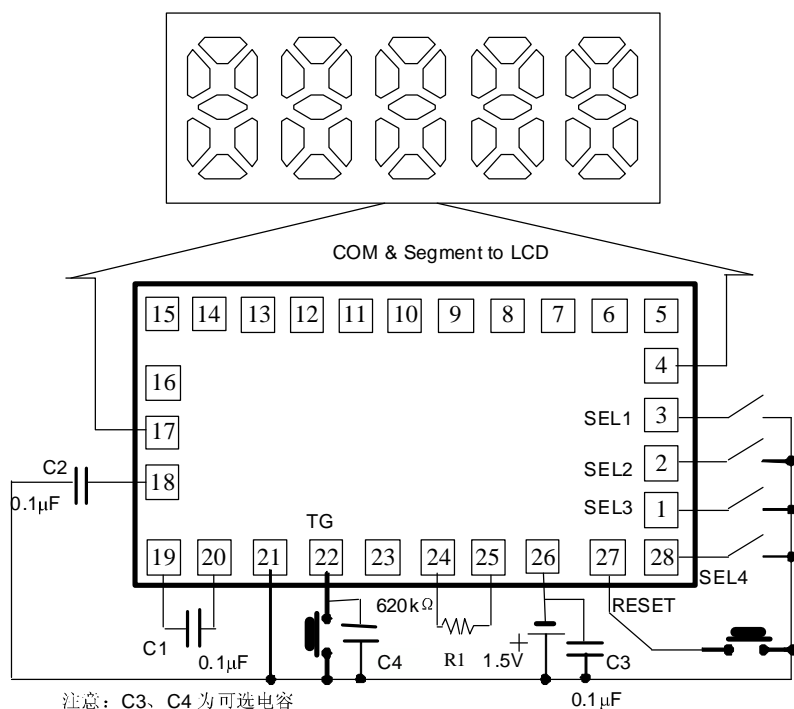 COM & Segment to LCD
15 14 13 12 11 10 9 8 7 6 5
4
16
SEL1 3
17
SEL2 2
C2
18
0.1μF
SEL3 1
TG
19 20 21 22 23 24 25 26 27 28
SEL4
RESET
620kΩ
C1
0.1μF
C4
R1
1.5V
+
C3
0.1μF
注意：C3、C4 为可选电容